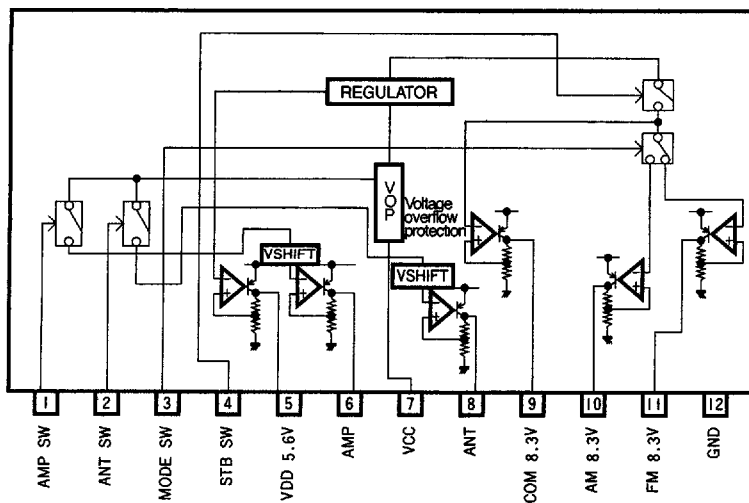 REGULATOR
VOP
Voltage
overflow
protection
VSHIFT
VSHIFT
1
2
3
4
5
6
7
8
9
10
11
12
AMP SW
ANT SW
MODE SW
STB SW
VDD 5.6V
AMP
VCC
ANT
COM 8.3V
AM 8.3V
FM 8.3V
GND